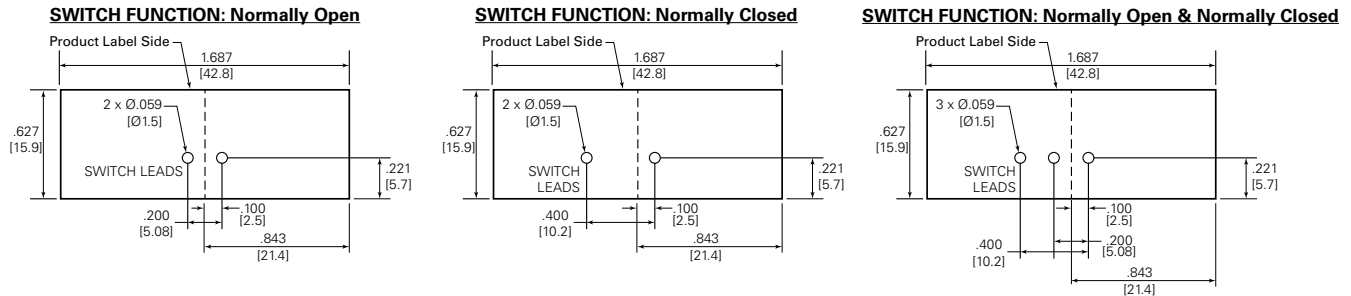 SWITCH FUNCTION: Normally Open
Product Label Side
1.687
[42.8]
2 x Ø.059
[Ø1.5]
.627
[15.9]
SWITCH LEADS
.221
[5.7]
.100
[2.5]
.200
[5.08]
.843
[21.4]
SWITCH FUNCTION: Normally Closed
Product Label Side
1.687
[42.8]
2 x Ø.059
[Ø1.5]
.627
[15.9]
SWITCH
LEADS
.221
[5.7]
.100
[2.5]
.400
[10.2]
.843
[21.4]
SWITCH FUNCTION: Normally Open & Normally Closed
Product Label Side
1.687
[42.8]
3 x Ø.059
[Ø1.5]
.627
[15.9]
SWITCH
LEADS
.221
[5.7]
.100
[2.5]
.200
[5.08]
.400
[10.2]
.843
[21.4]